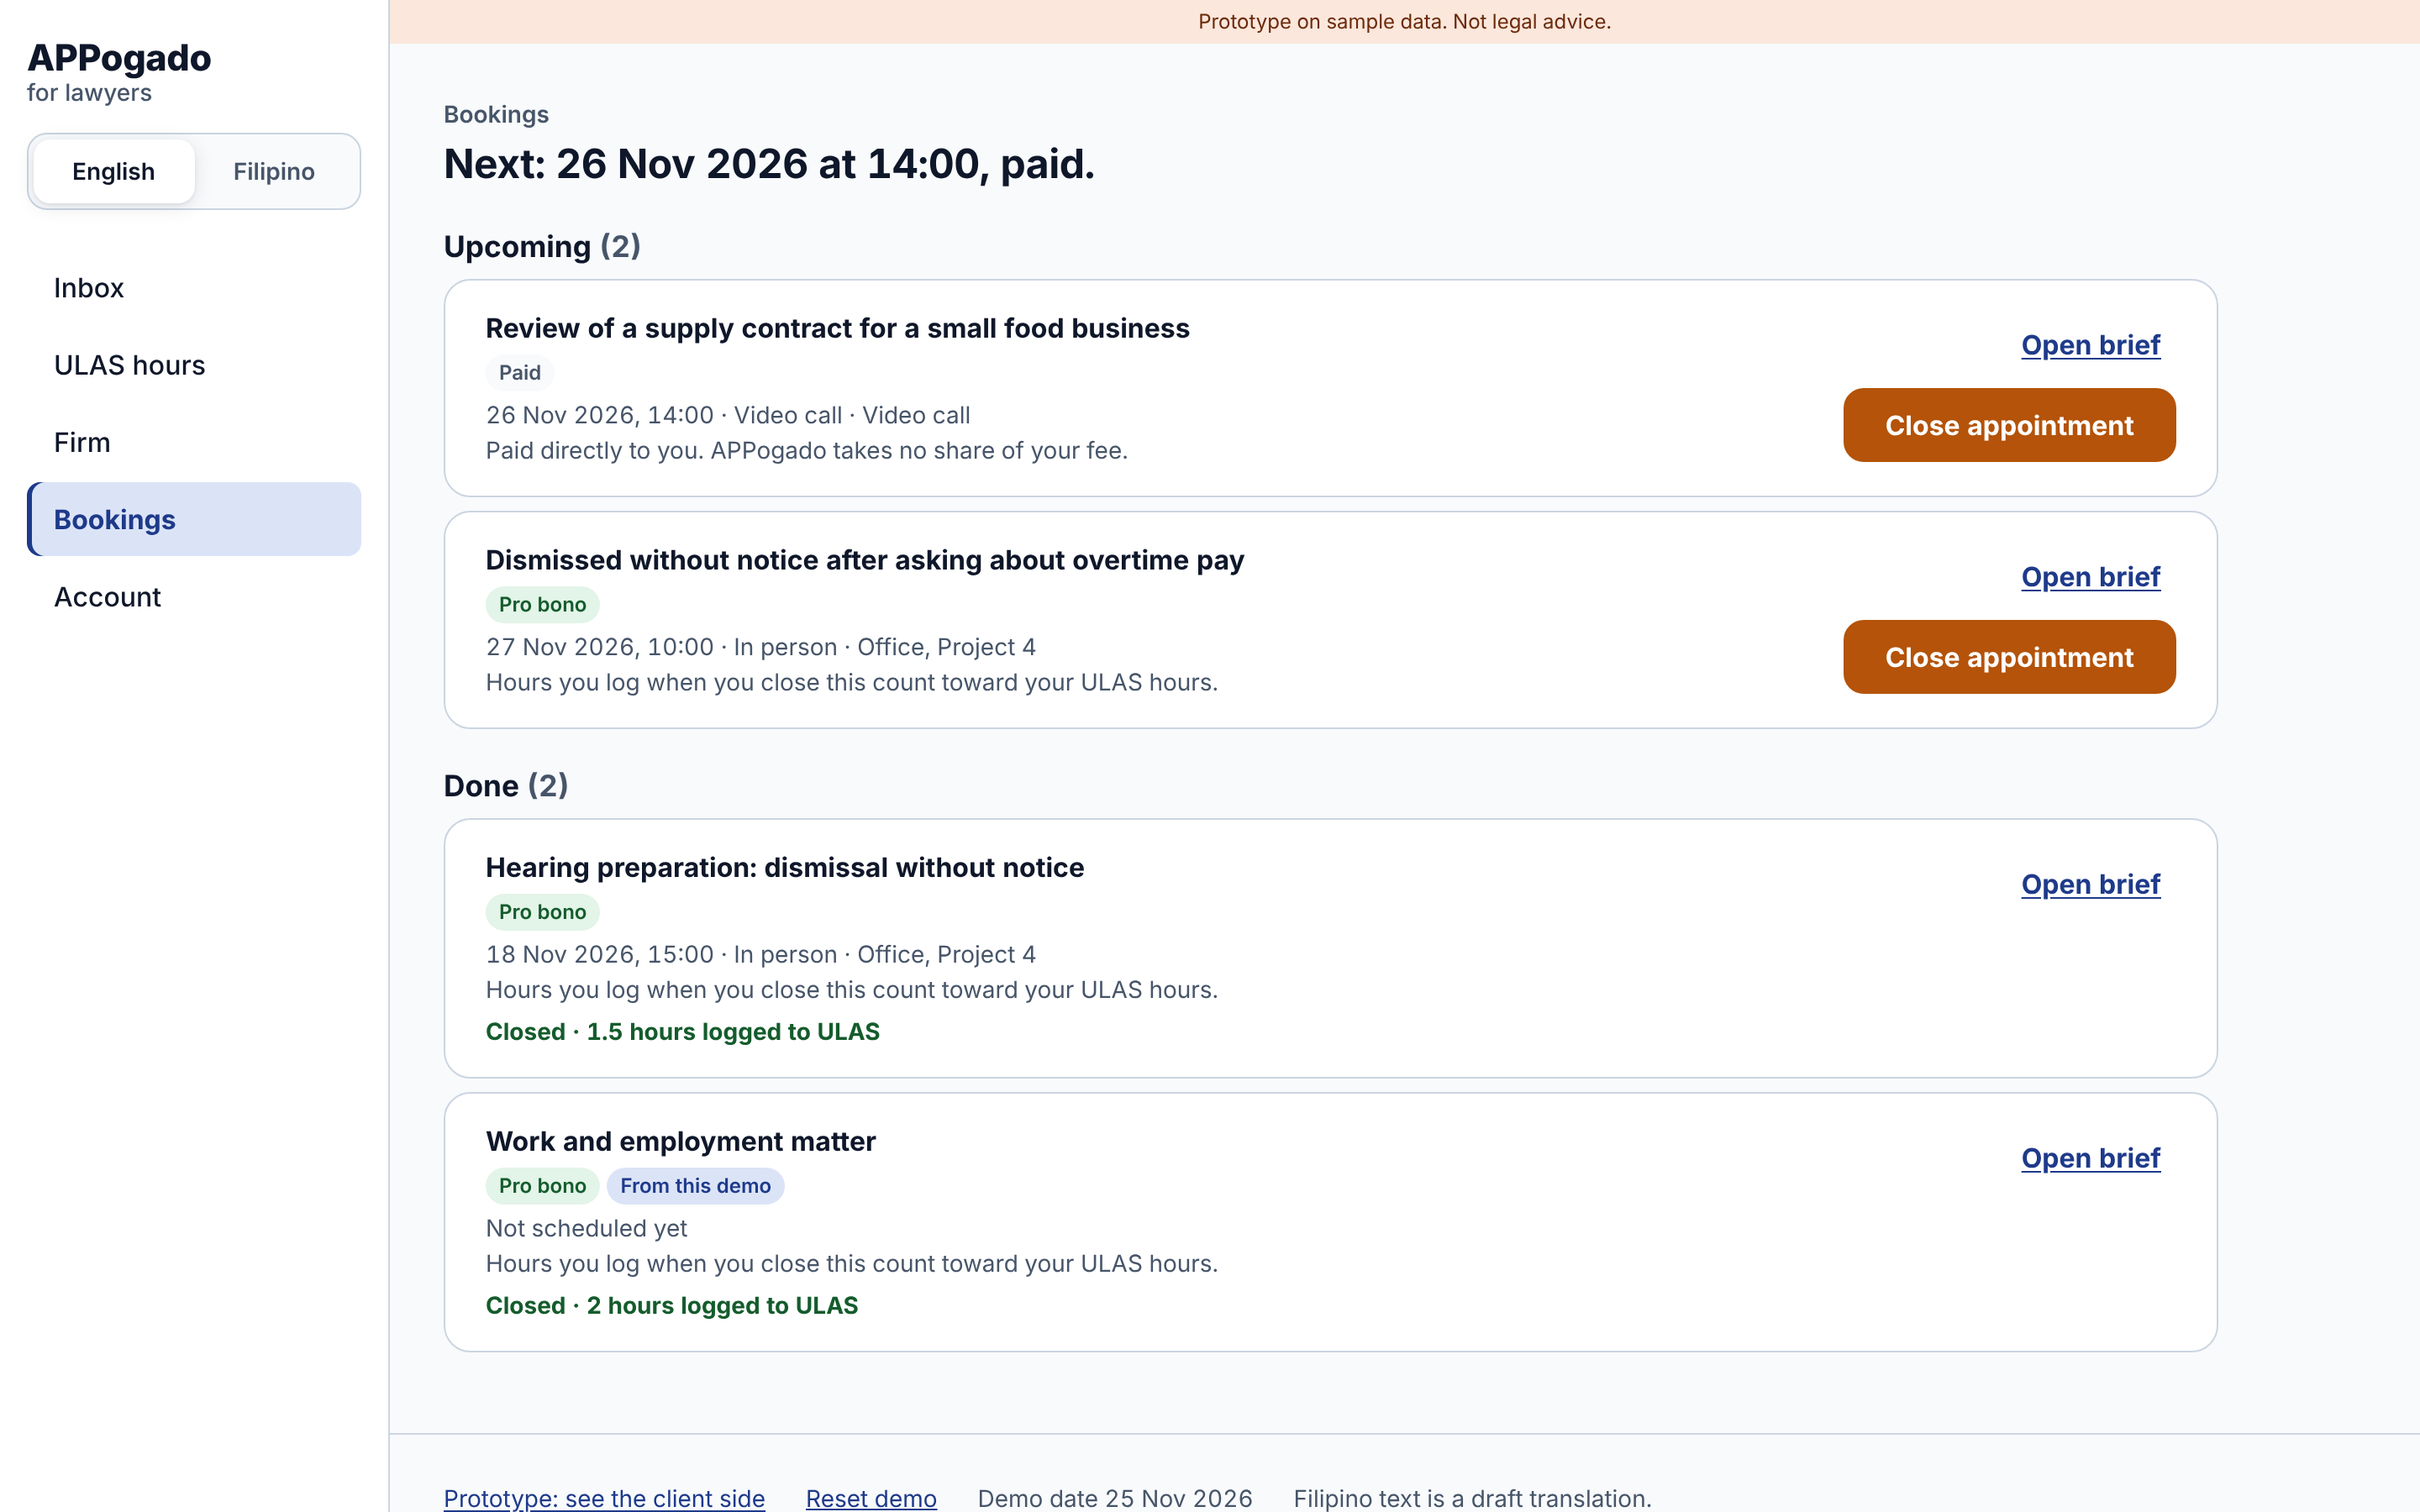 APPogado
for lawyers
English
Filipino
Inbox
ULAS hours
Firm
Bookings
Account
Prototype on sample data. Not legal advice.
Bookings
Next: 26 Nov 2026 at 14:00, paid.
Upcoming (2)
Review of a supply contract for a small food business
Paid
26 Nov 2026, 14:00 · Video call · Video call
Paid directly to you. APPogado takes no share of your fee.
Open brief
Close appointment
Dismissed without notice after asking about overtime pay
Pro bono
27 Nov 2026, 10:00 · In person · Office, Project 4
Hours you log when you close this count toward your ULAS hours.
Open brief
Close appointment
Done (2)
Hearing preparation: dismissal without notice
Pro bono
18 Nov 2026, 15:00 · In person · Office, Project 4
Hours you log when you close this count toward your ULAS hours.
Closed · 1.5 hours logged to ULAS
Open brief
Work and employment matter
Pro bono
From this demo
Not scheduled yet
Hours you log when you close this count toward your ULAS hours.
Closed · 2 hours logged to ULAS
Open brief
Prototype: see the client side
Reset demo
Demo date 25 Nov 2026
Filipino text is a draft translation.